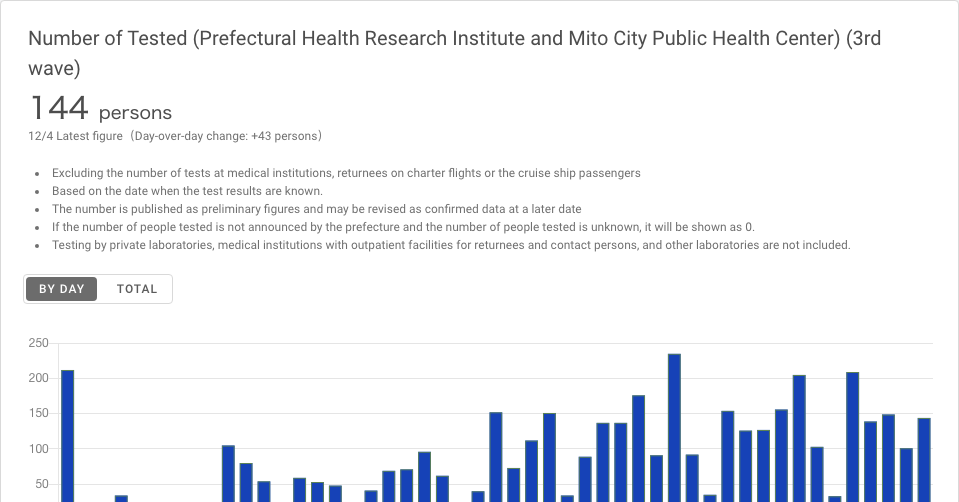 Number of Tested (Prefectural Health Research Institute and Mito City Public Health Center) (3rd
wave)
144 persons
12/4 Latest figure（Day-over-day change: +43 persons）
Excluding the number of tests at medical institutions, returnees on charter flights or the cruise ship passengers
Based on the date when the test results are known.
The number is published as preliminary figures and may be revised as confirmed data at a later date
If the number of people tested is not announced by the prefecture and the number of people tested is unknown, it will be shown as 0.
Testing by private laboratories, medical institutions with outpatient facilities for returnees and contact persons, and other laboratories are not included.
BY DAY TOTAL
250
200
150
100
50